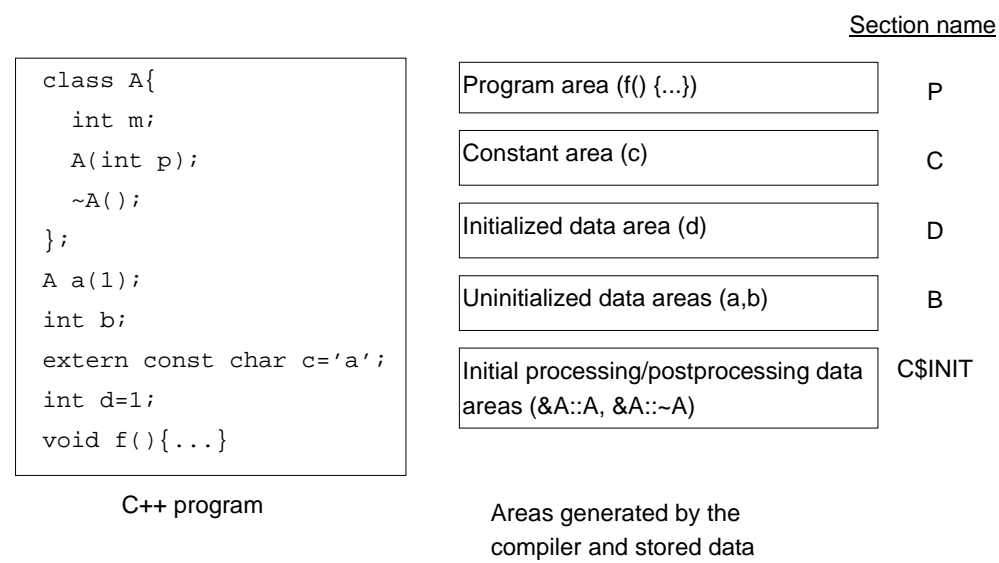 Section name
class A{
int m;
A(int p);
~A();
};
A a(1);
int b;
extern const char c=′a′;
int d=1;
void f(){...}
C++ program
Program area (f() {...})
P
Constant area (c)
C
Initialized data area (d)
D
Uninitialized data areas (a,b)
B
Initial processing/postprocessing data
areas (&A::A, &A::~A)
C$INIT
Areas generated by the
compiler and stored data